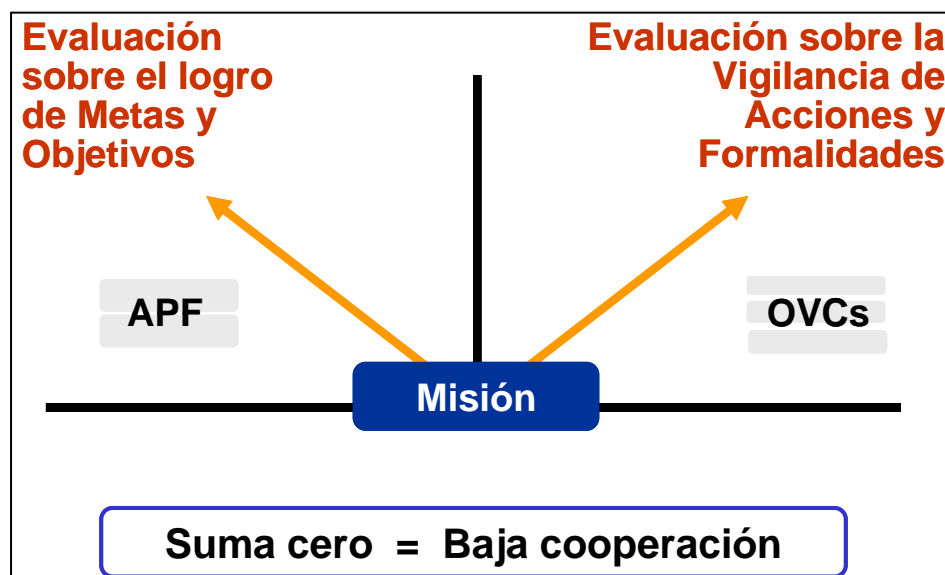 Evaluación
sobre el logro
de Metas y
Objetivos
Evaluación sobre la
Vigilancia de
Acciones y
Formalidades
APF
OVCs
Misión
Suma cero = Baja cooperación